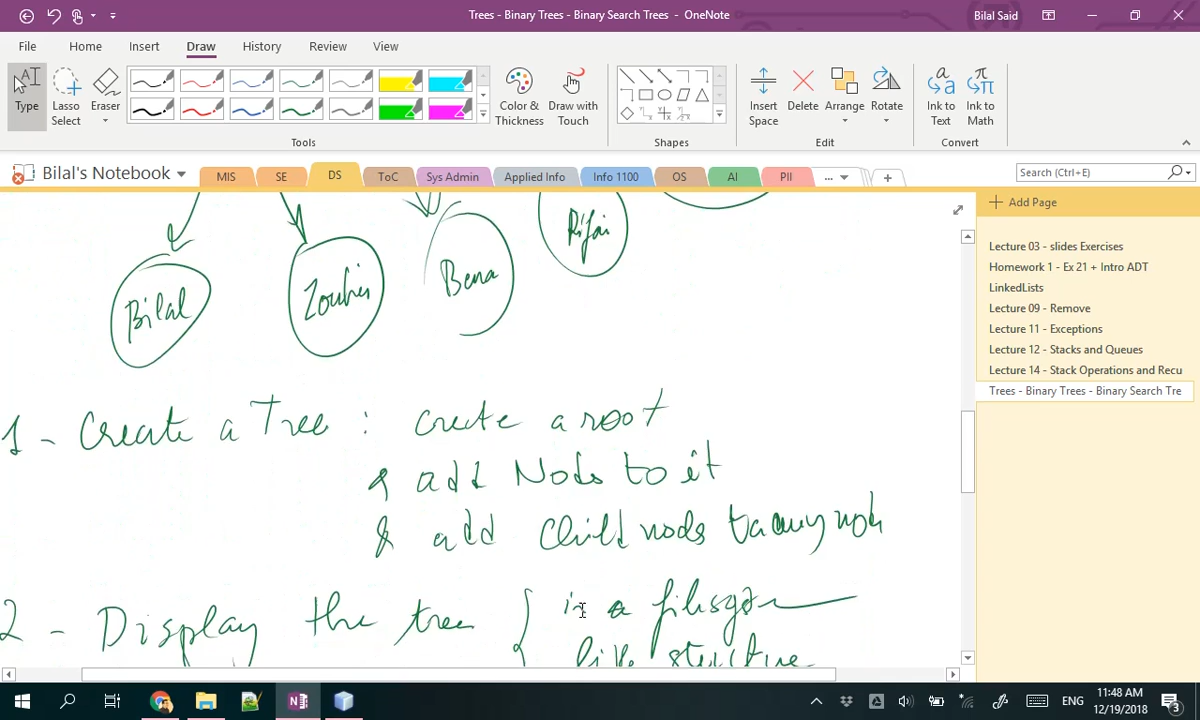 Trees - Binary Trees - Binary Search Trees - OneNote
Bilal Said
File Home Insert Draw History Review View
Type
Lasso Select
Eraser
Color & Thickness
Draw with Touch
Insert Space
Delete
Arrange
Rotate
Ink to Text
Ink to Math
Tools
Shapes
Edit
Convert
Bilal's Notebook
MIS SE DS ToC Sys Admin Applied Info Info 1100 OS AI PII ... +
Search (Ctrl+E)
Add Page
Lecture 03 - slides Exercises
Homework 1 - Ex 21 + Intro ADT
LinkedLists
Lecture 09 - Remove
Lecture 11 - Exceptions
Lecture 12 - Stacks and Queues
Lecture 14 - Stack Operations and Recu
Trees - Binary Trees - Binary Search Tre
Rifai
Bilal
1 - Create a Tree : create a root
& add Nodes to it
& add child nodes
2 - Display the tree { in a
like structure
ENG
11:48 AM
12/19/2018
3